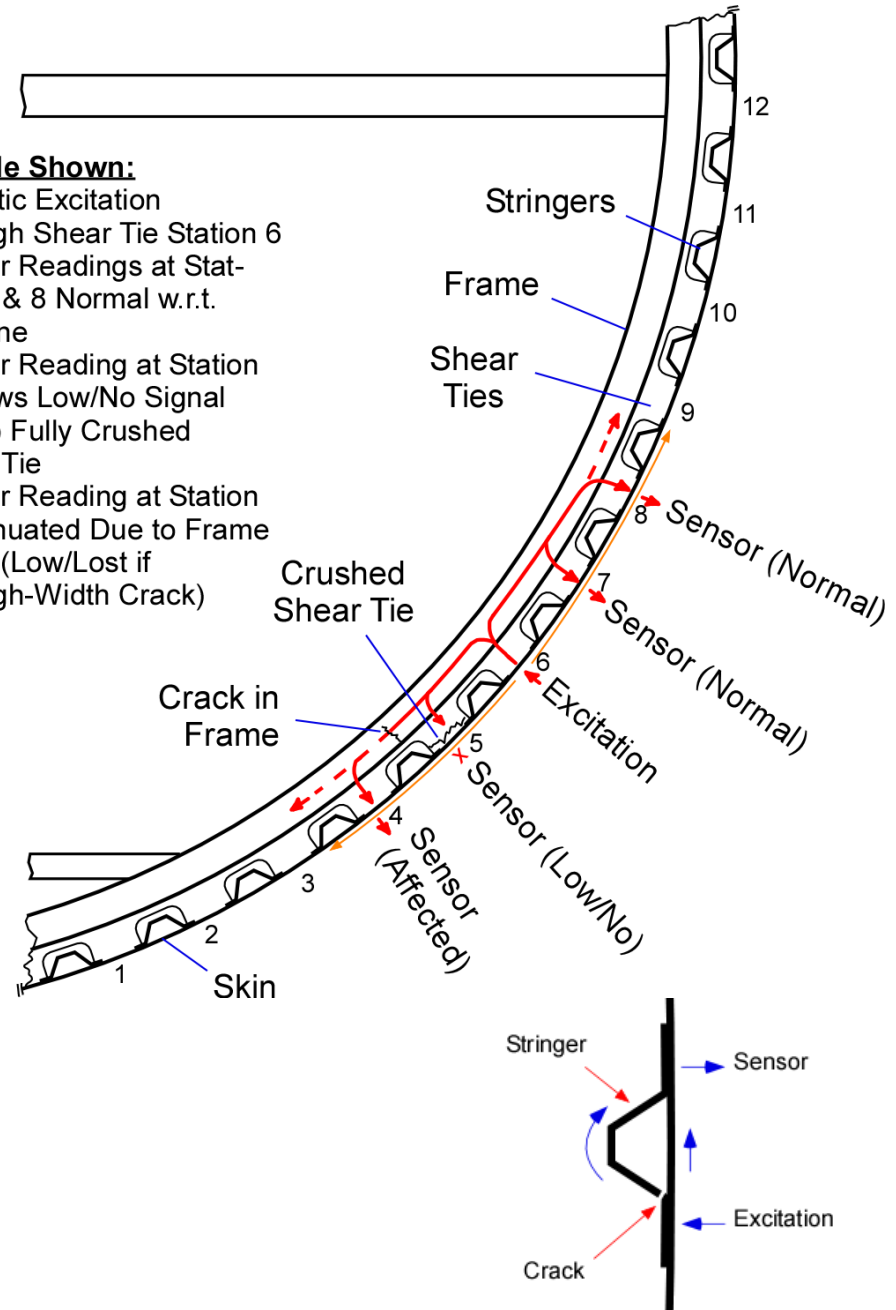 12
le Shown:
tic Excitation
gh Shear Tie Station 6
r Readings at Stat-
& 8 Normal w.r.t.
ne
r Reading at Station
ws Low/No Signal
o Fully Crushed
Tie
r Reading at Station
nuated Due to Frame
(Low/Lost if
gh-Width Crack)
Stringers
11
Frame
10
Shear
Ties
9
8
Sensor (Normal)
7
Sensor (Normal)
Crushed
Shear Tie
6
Excitation
Crack in
Frame
5
Sensor (Low/No)
4
Sensor
(Affected)
3
2
1
Skin
Stringer
Sensor
Excitation
Crack